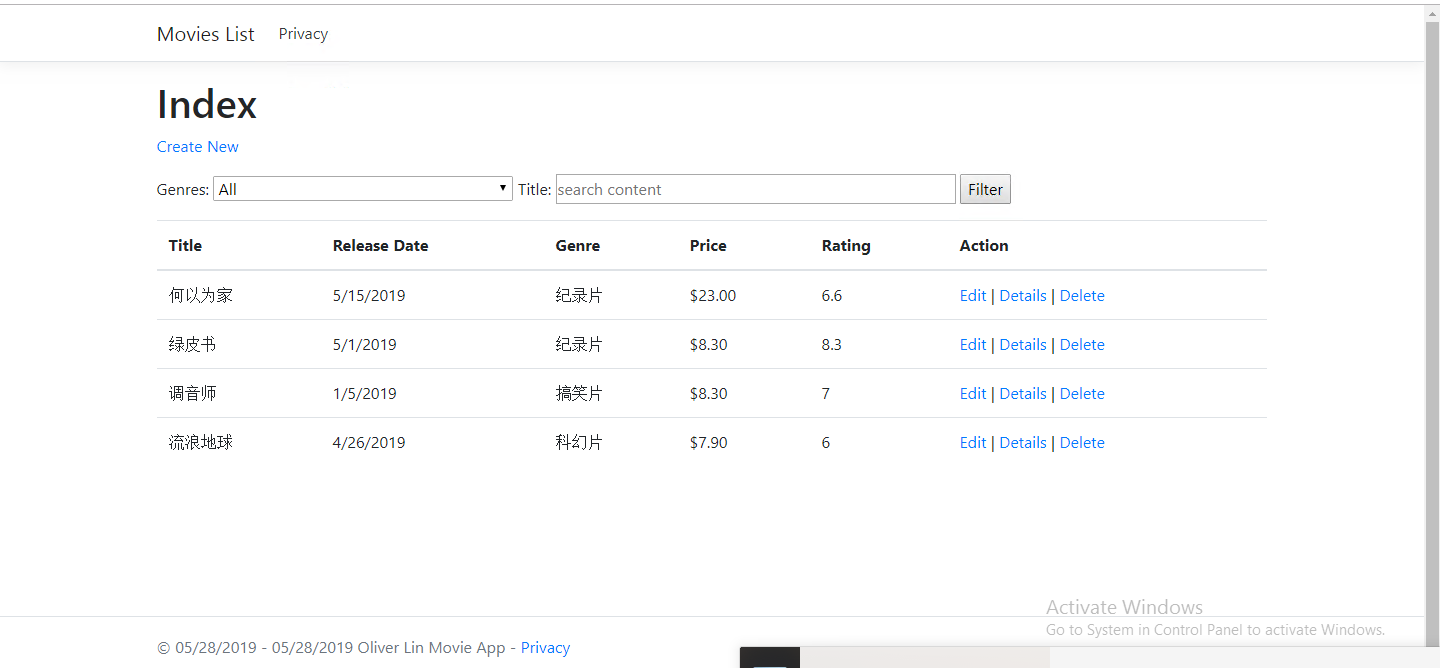 Movies List Privacy
Index
Create New
Genres: All Title: search content Filter
Title Release Date Genre Price Rating Action
何以为家 5/15/2019 纪录片 $23.00 6.6 Edit | Details | Delete
绿皮书 5/1/2019 纪录片 $8.30 8.3 Edit | Details | Delete
调音师 1/5/2019 搞笑片 $8.30 7 Edit | Details | Delete
流浪地球 4/26/2019 科幻片 $7.90 6 Edit | Details | Delete
Activate Windows
Go to System in Control Panel to activate Windows.
© 05/28/2019 - 05/28/2019 Oliver Lin Movie App - Privacy